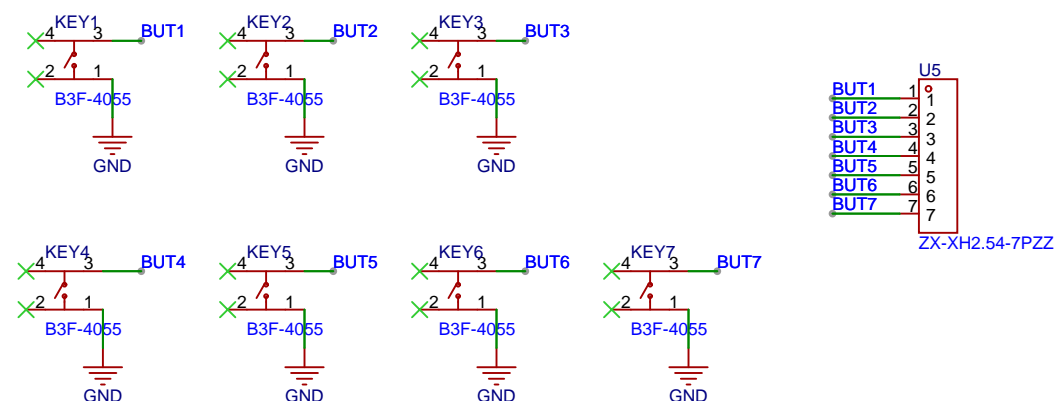 KEY1
4 3 BUT1
2 1
B3F-4055
GND
KEY2
4 3 BUT2
2 1
B3F-4055
GND
KEY3
4 3 BUT3
2 1
B3F-4055
GND
U5
BUT1 1 1
BUT2 2 2
BUT3 3 3
BUT4 4 4
BUT5 5 5
BUT6 6 6
BUT7 7 7
ZX-XH2.54-7PZZ
KEY4
4 3 BUT4
2 1
B3F-4055
GND
KEY5
4 3 BUT5
2 1
B3F-4055
GND
KEY6
4 3 BUT6
2 1
B3F-4055
GND
KEY7
4 3 BUT7
2 1
B3F-4055
GND